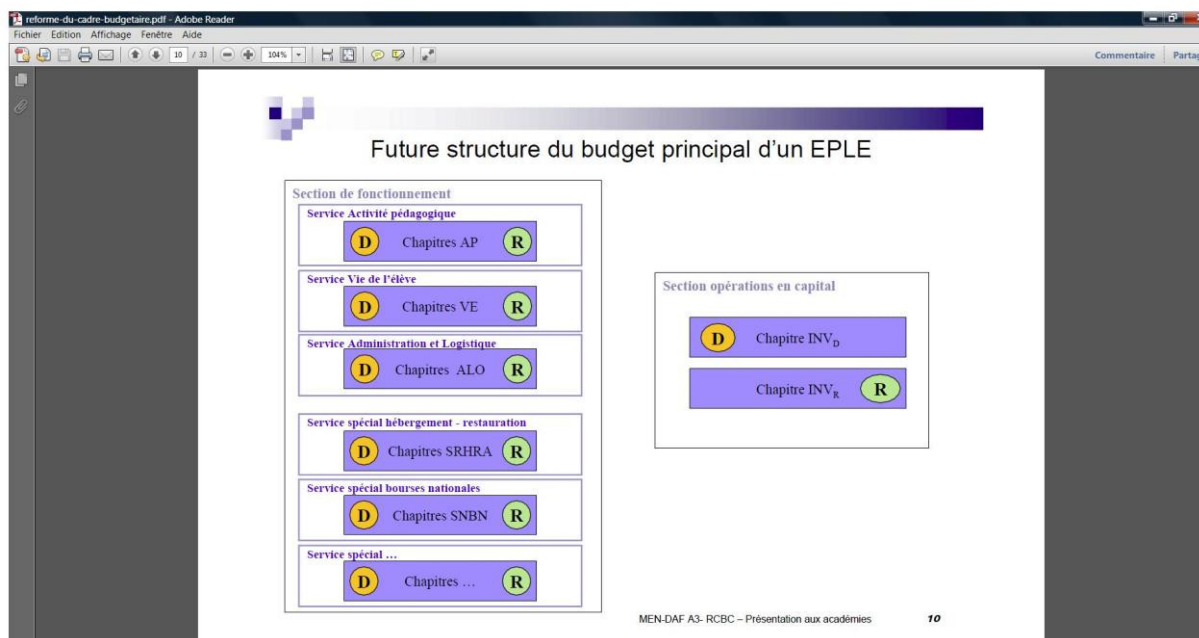 reforme-du-cadre-budgetaire.pdf - Adobe Reader
Fichier Edition Affichage Fenêtre Aide
10 / 33 104% Commentaire Partag
Future structure du budget principal d'un EPLE
Section de fonctionnement
Service Activité pédagogique
D Chapitres AP R
Service Vie de l'élève
D Chapitres VE R
Service Administration et Logistique
D Chapitres ALO R
Service spécial hébergement - restauration
D Chapitres SRHRA R
Service spécial bourses nationales
D Chapitres SNBN R
Service spécial ...
D Chapitres ... R
Section opérations en capital
D Chapitre INVD
Chapitre INVR R
MEN-DAF A3- RCBC – Présentation aux académies 10